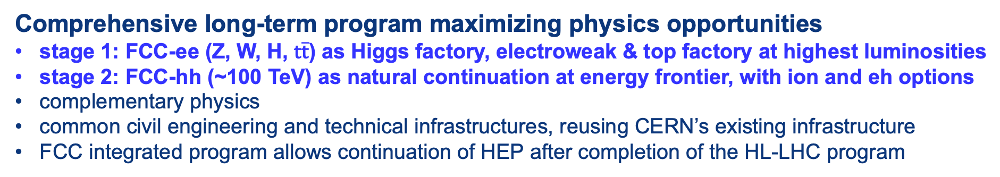 Comprehensive long-term program maximizing physics opportunities
• stage 1: FCC-ee (Z, W, H, tt̅) as Higgs factory, electroweak & top factory at highest luminosities
• stage 2: FCC-hh (~100 TeV) as natural continuation at energy frontier, with ion and eh options
• complementary physics
• common civil engineering and technical infrastructures, reusing CERN’s existing infrastructure
• FCC integrated program allows continuation of HEP after completion of the HL-LHC program